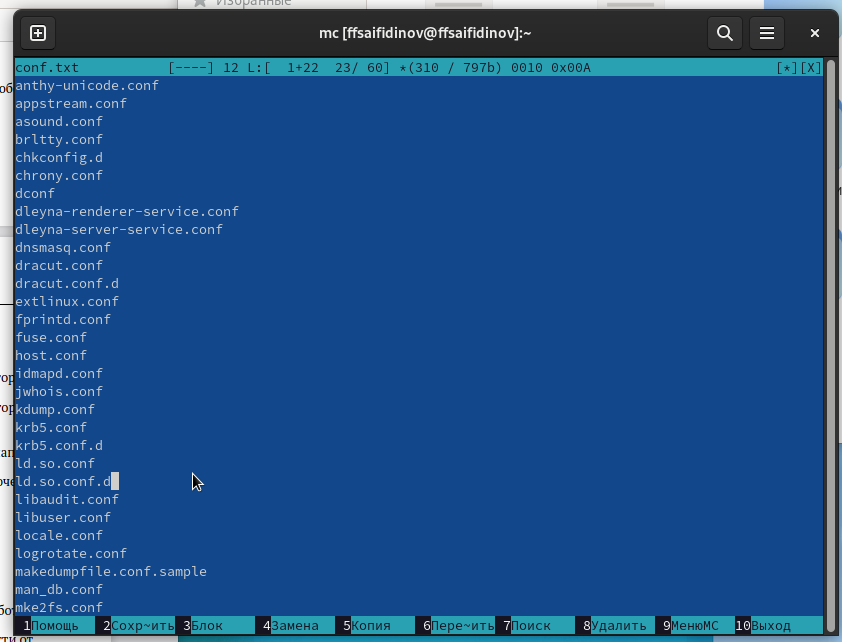 Избранные
mc [ffsaifidinov@ffsaifidinov]:~
conf.txt [----] 12 L:[ 1+22 23/ 60] *(310 / 797b) 0010 0x00A [*][X]
anthy-unicode.conf
appstream.conf
asound.conf
brltty.conf
chkconfig.d
chrony.conf
dconf
dleyna-renderer-service.conf
dleyna-server-service.conf
dnsmasq.conf
dracut.conf
dracut.conf.d
extlinux.conf
fprintd.conf
fuse.conf
host.conf
idmapd.conf
jwhois.conf
kdump.conf
krb5.conf
krb5.conf.d
ld.so.conf
ld.so.conf.d
libaudit.conf
libuser.conf
locale.conf
logrotate.conf
makedumpfile.conf.sample
man_db.conf
mke2fs.conf
1Помощь 2Сохр~ить 3Блок 4Замена 5Копия 6Пере~ить 7Поиск 8Удалить 9МенюMC 10Выход